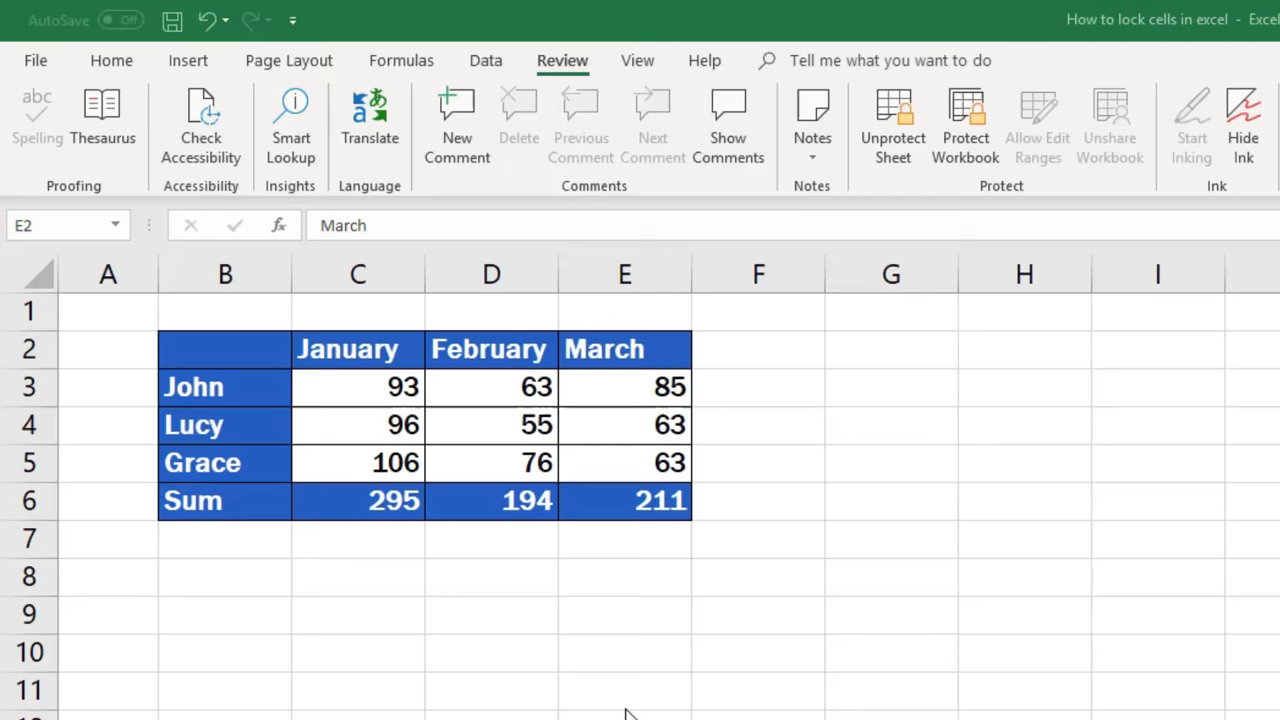 AutoSave Off How to lock cells in excel - Excel
File Home Insert Page Layout Formulas Data Review View Help Tell me what you want to do
abc
Spelling Thesaurus Check Accessibility Smart Lookup Translate New Comment Delete Previous Comment Next Comment Show Comments Notes Unprotect Sheet Protect Workbook Allow Edit Ranges Unshare Workbook Start Inking Hide Ink
Proofing Accessibility Insights Language Comments Notes Protect Ink
E2 fx March
A B C D E F G H I
1
2 January February March
3 John 93 63 85
4 Lucy 96 55 63
5 Grace 106 76 63
6 Sum 295 194 211
7
8
9
10
11